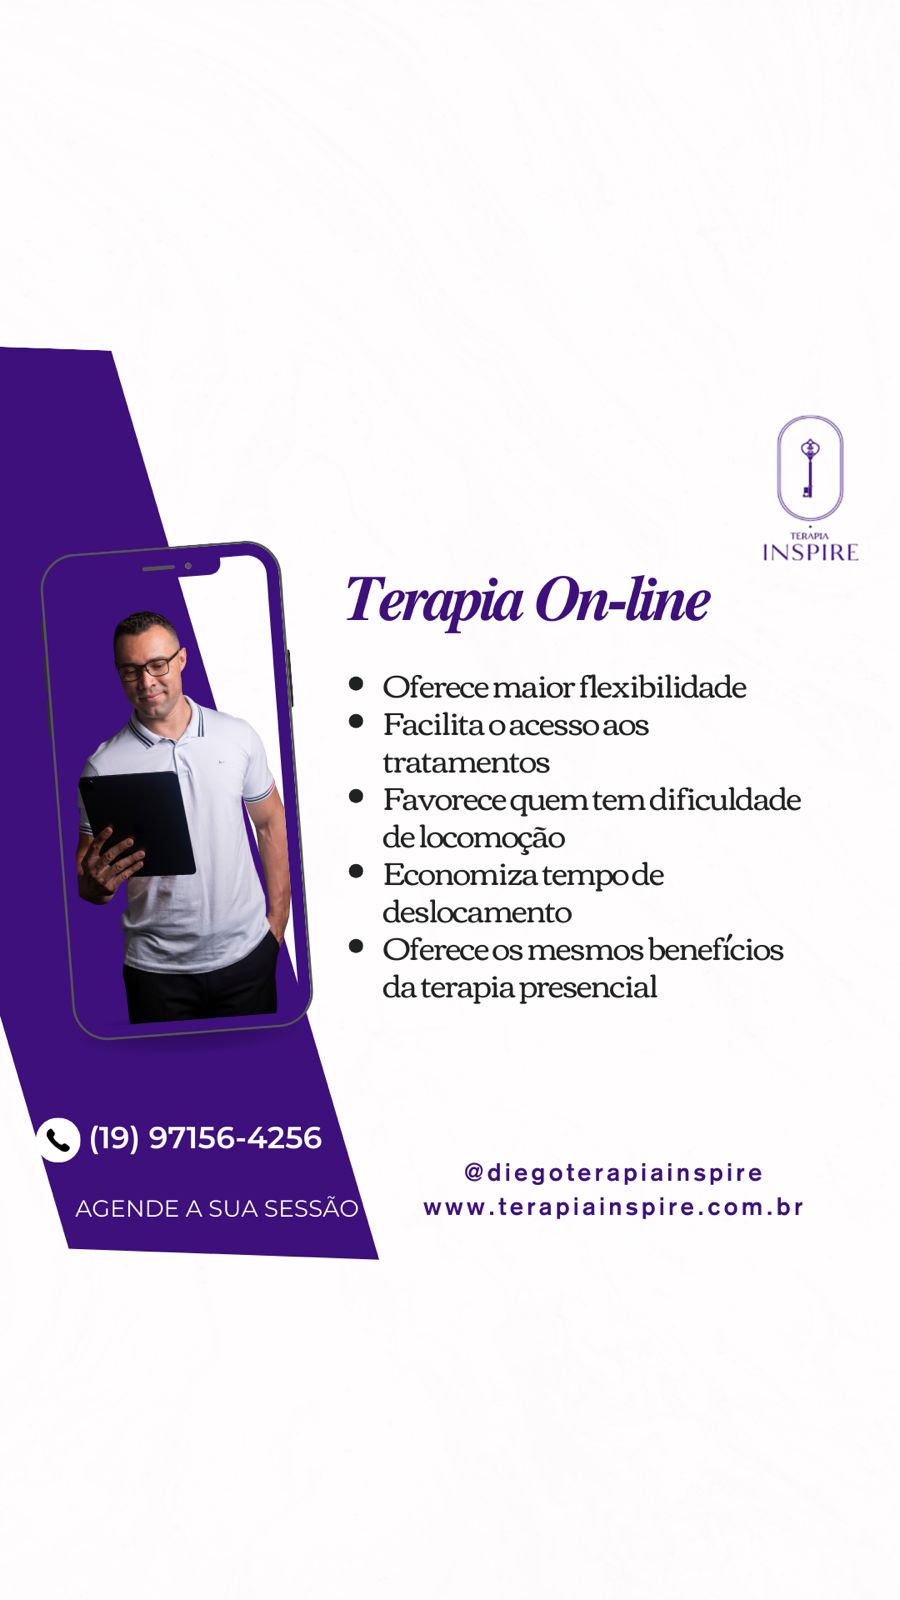 TERAPIA
INSPIRE
Terapia On-line
• Oferece maior flexibilidade
• Facilita o acesso aos
tratamentos
• Favorece quem tem dificuldade
de locomoção
• Economiza tempo de
deslocamento
• Oferece os mesmos benefícios
da terapia presencial
(19) 97156-4256
AGENDE A SUA SESSÃO
@diegoterapiainspire
www.terapiainspire.com.br